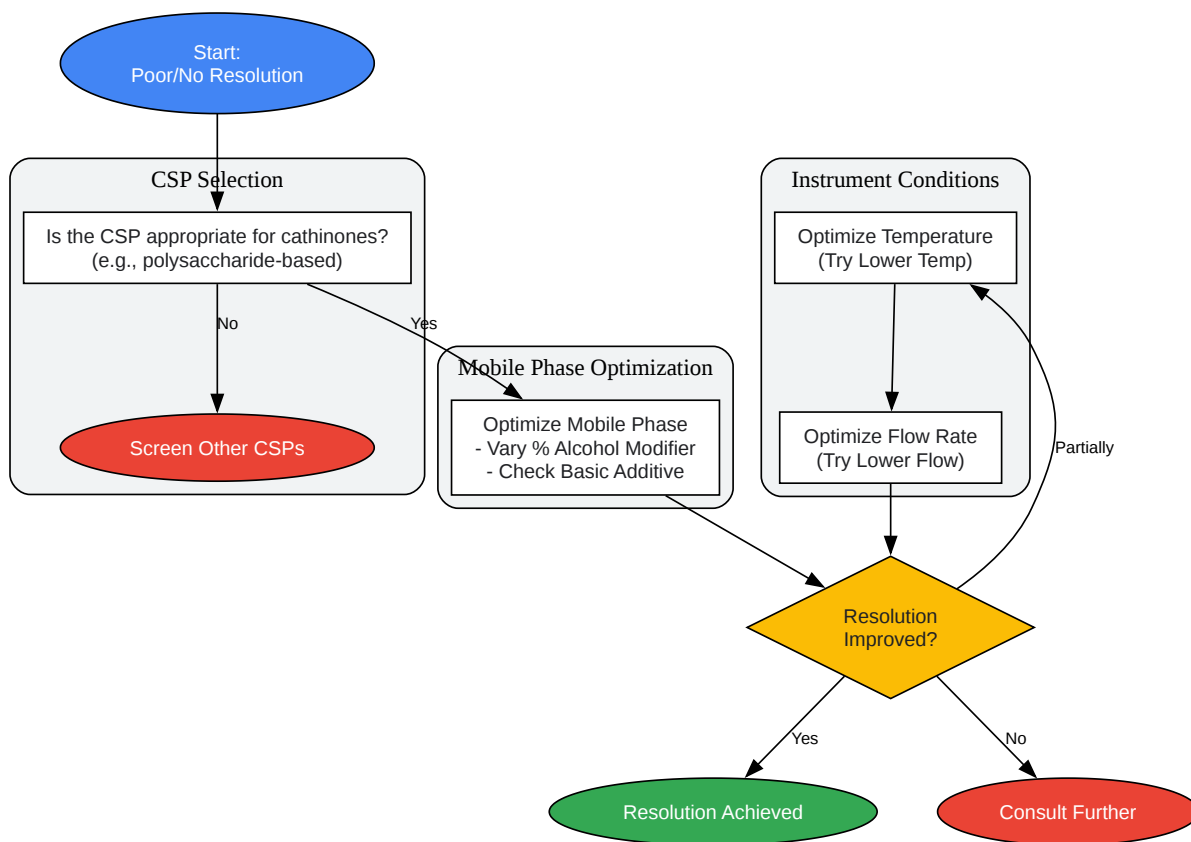 Start:
Poor/No Resolution
CSP Selection
Is the CSP appropriate for cathinones?
(e.g., polysaccharide-based)
No
Yes
Screen Other CSPs
Mobile Phase Optimization
Optimize Mobile Phase
- Vary % Alcohol Modifier
- Check Basic Additive
Instrument Conditions
Optimize Temperature
(Try Lower Temp)
Optimize Flow Rate
(Try Lower Flow)
Partially
Resolution
Improved?
Yes
No
Resolution Achieved
Consult Further